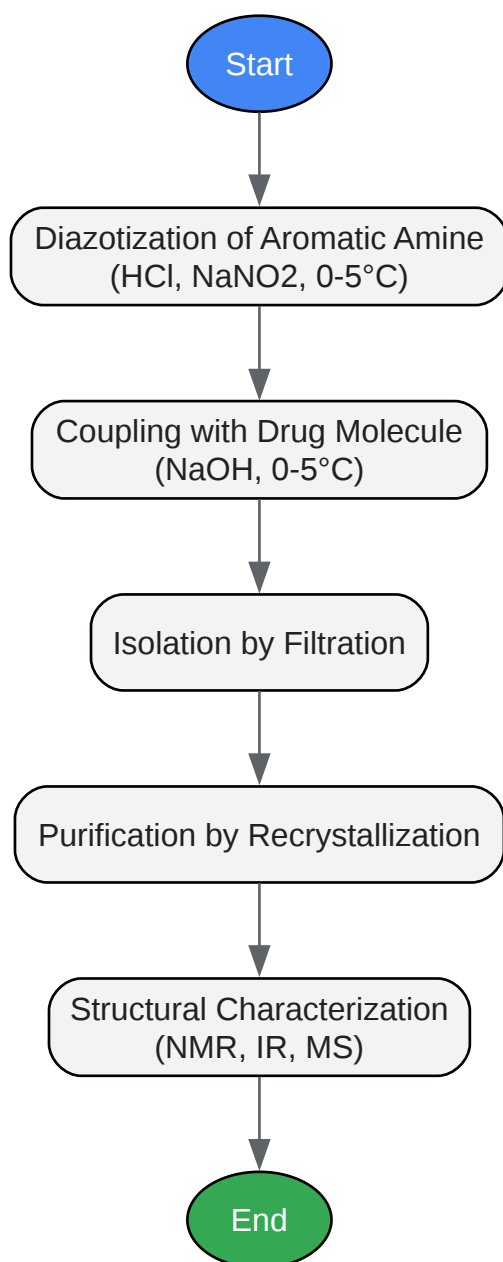 Start
Diazotization of Aromatic Amine
(HCl, NaNO2, 0-5°C)
Coupling with Drug Molecule
(NaOH, 0-5°C)
Isolation by Filtration
Purification by Recrystallization
Structural Characterization
(NMR, IR, MS)
End